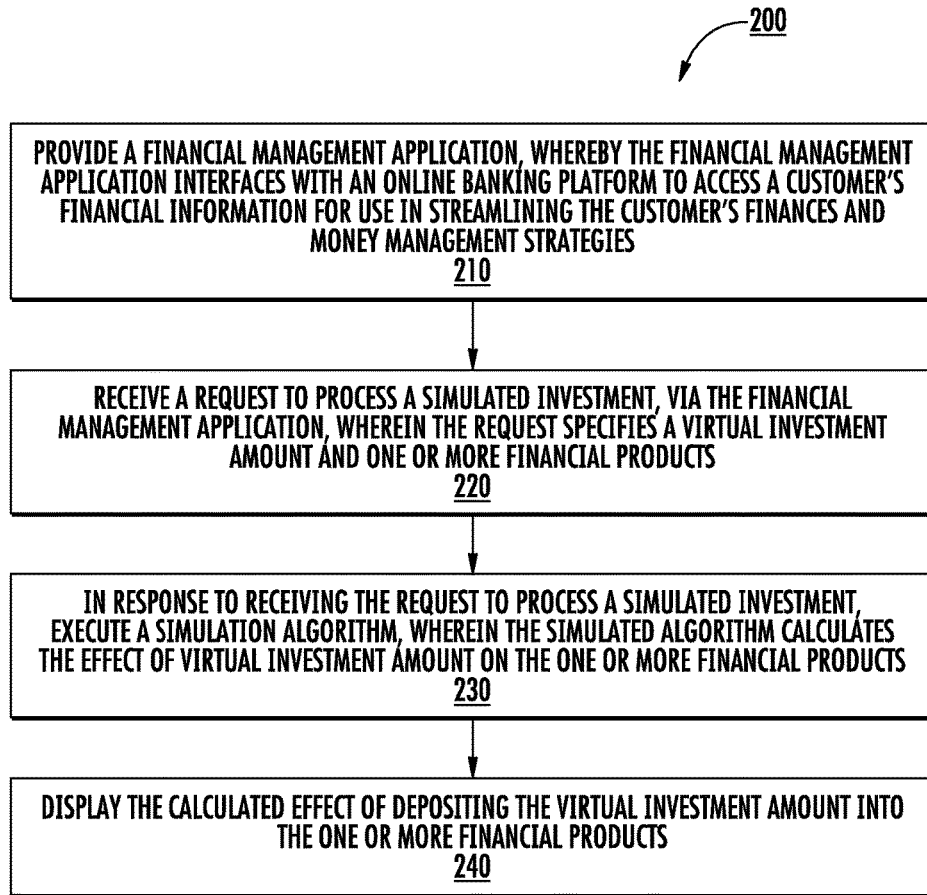 200
PROVIDE A FINANCIAL MANAGEMENT APPLICATION, WHEREBY THE FINANCIAL MANAGEMENT
APPLICATION INTERFACES WITH AN ONLINE BANKING PLATFORM TO ACCESS A CUSTOMER'S
FINANCIAL INFORMATION FOR USE IN STREAMLINING THE CUSTOMER'S FINANCES AND
MONEY MANAGEMENT STRATEGIES
210
RECEIVE A REQUEST TO PROCESS A SIMULATED INVESTMENT, VIA THE FINANCIAL
MANAGEMENT APPLICATION, WHEREIN THE REQUEST SPECIFIES A VIRTUAL INVESTMENT
AMOUNT AND ONE OR MORE FINANCIAL PRODUCTS
220
IN RESPONSE TO RECEIVING THE REQUEST TO PROCESS A SIMULATED INVESTMENT,
EXECUTE A SIMULATION ALGORITHM, WHEREIN THE SIMULATED ALGORITHM CALCULATES
THE EFFECT OF VIRTUAL INVESTMENT AMOUNT ON THE ONE OR MORE FINANCIAL PRODUCTS
230
DISPLAY THE CALCULATED EFFECT OF DEPOSITING THE VIRTUAL INVESTMENT AMOUNT INTO
THE ONE OR MORE FINANCIAL PRODUCTS
240